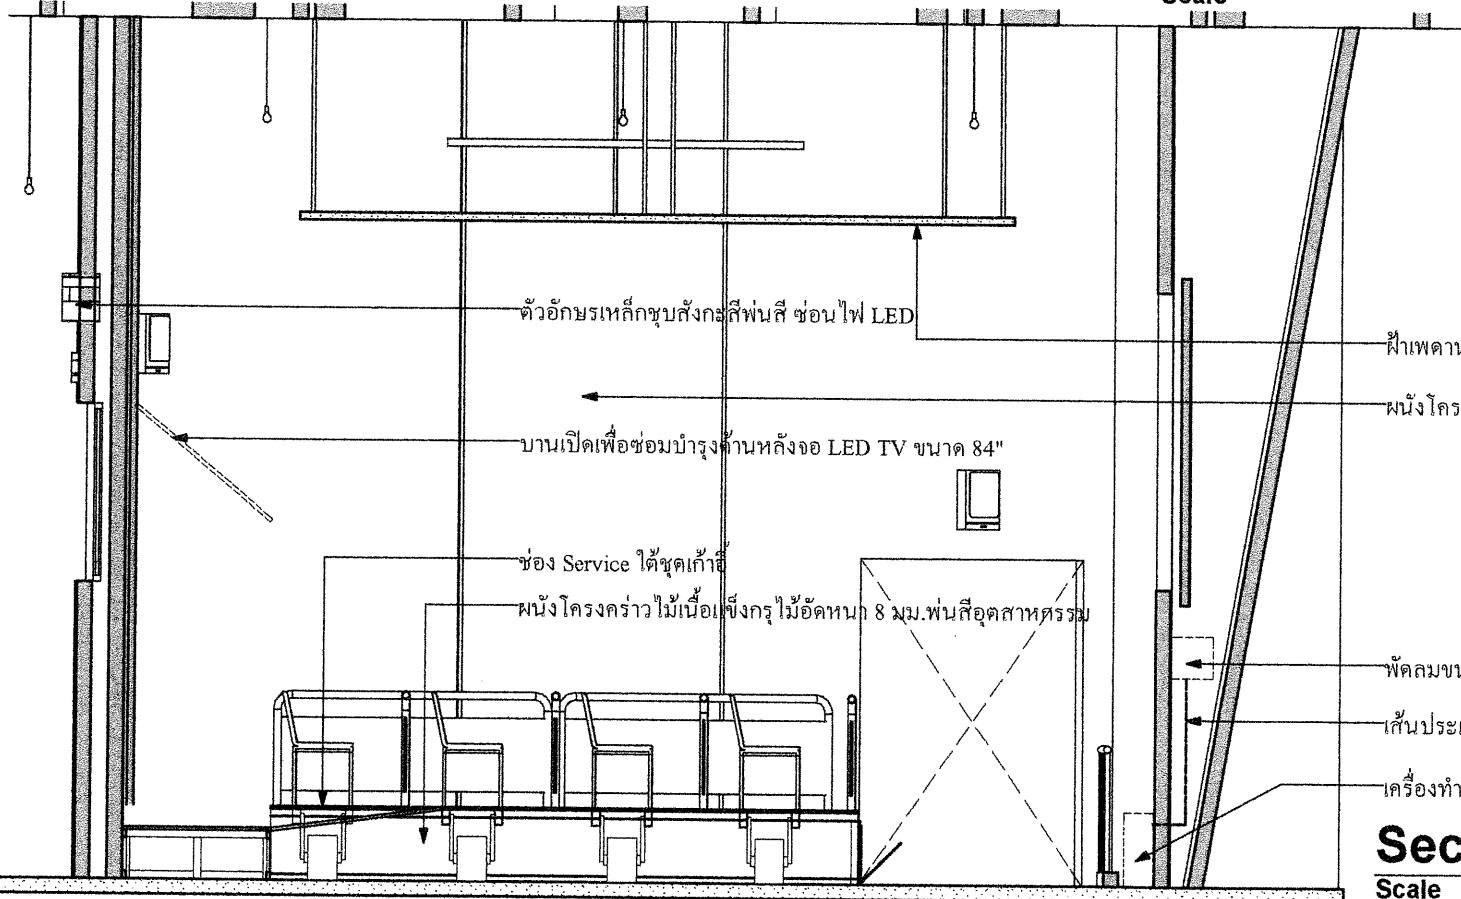 Scale
ตัวอักษรเหล็กชุบสังกะสีพ่นสี ซ่อนไฟ LED
ฝ้าเพดาน
ผนังโคร
บานเปิดเพื่อซ่อมบำรุงด้านหลังจอ LED TV ขนาด 84"
ช่อง Service ใต้ชุดเก้าอี้
ผนังโครงคร่าวไม้เนื้อแข็งกรุไม้อัดหนา 8 มม.พ่นสีอุตสาหกรรม
พัดลมขน
เส้นประ
เครื่องทำ
Sec
Scale